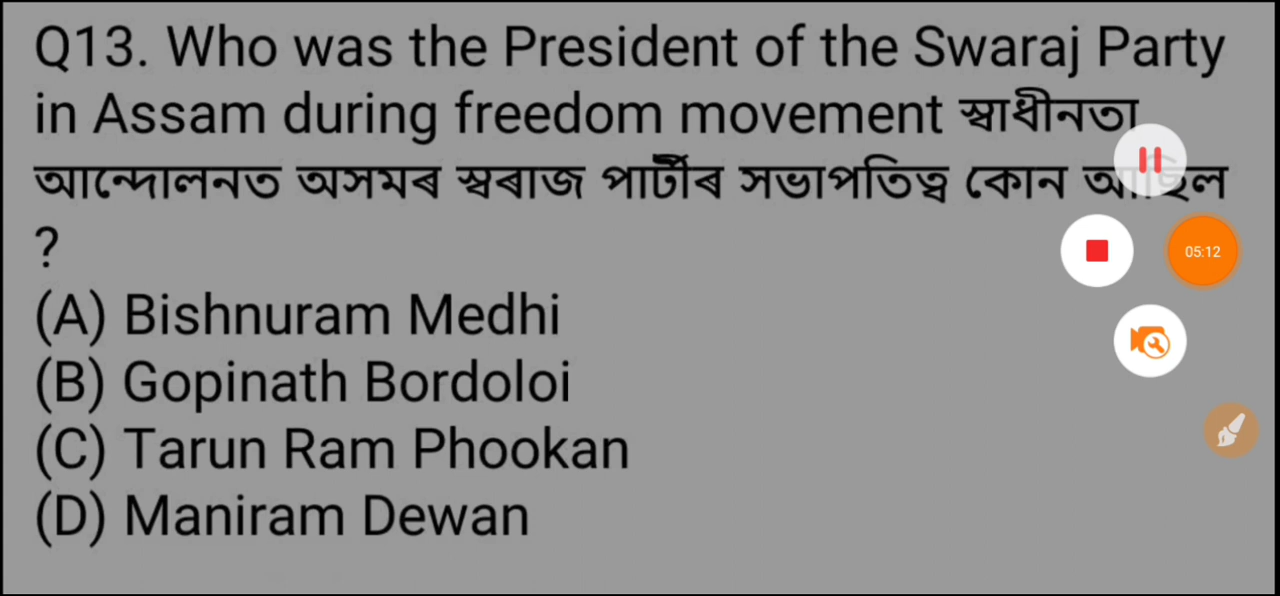 Q13. Who was the President of the Swaraj Party
in Assam during freedom movement স্বাধীনতা
আন্দোলনত অসমৰ স্বৰাজ পাৰ্টীৰ সভাপতিত্ব কোন আছিল
?
(A) Bishnuram Medhi
(B) Gopinath Bordoloi
(C) Tarun Ram Phookan
(D) Maniram Dewan
05:12